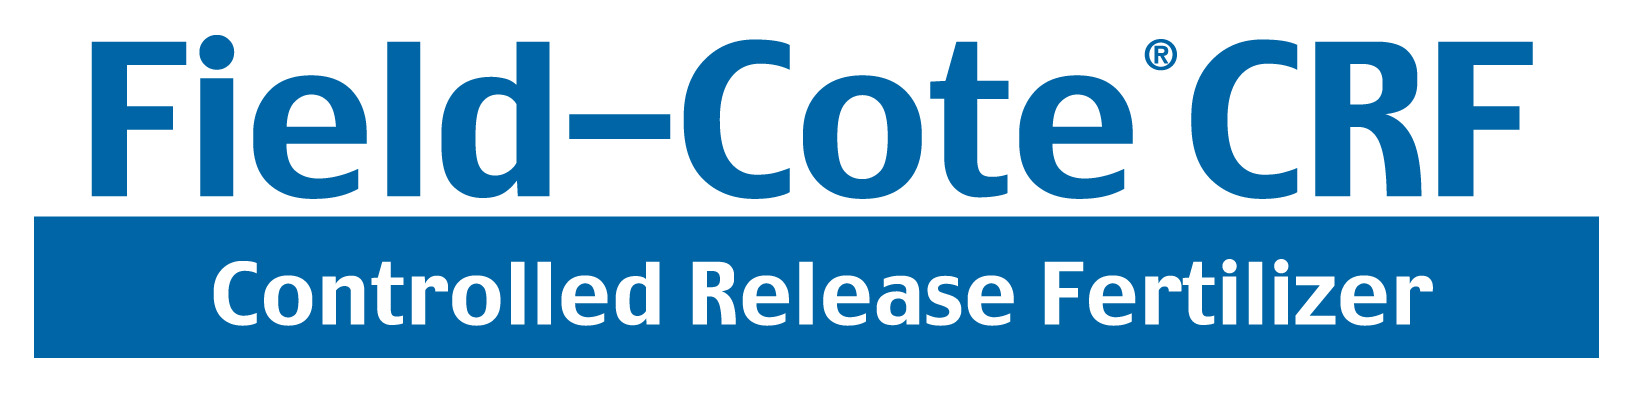 Field–Cote® CRF
Controlled Release Fertilizer